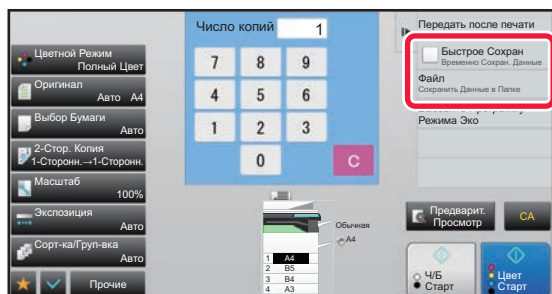 Число копий 1
Передать после печати
Быстрое Сохран
Временно Сохран. Данные
Файл
Сохранить Данные в Папке
Режима Эко
Цветной Режим
Полный Цвет
Оригинал
Авто A4
Выбор Бумаги
Авто
2-Стор. Копия
1-Сторонн.→1-Сторонн.
Масштаб
100%
Экспозиция
Авто
Сорт-ка/Груп-вка
Авто
Прочие
7 8 9
4 5 6
1 2 3
0 C
Обычная
A4
1 A4
2 B5
3 B4
4 A3
Предварит.
Просмотр
CA
Ч/Б
Старт
Цвет
Старт